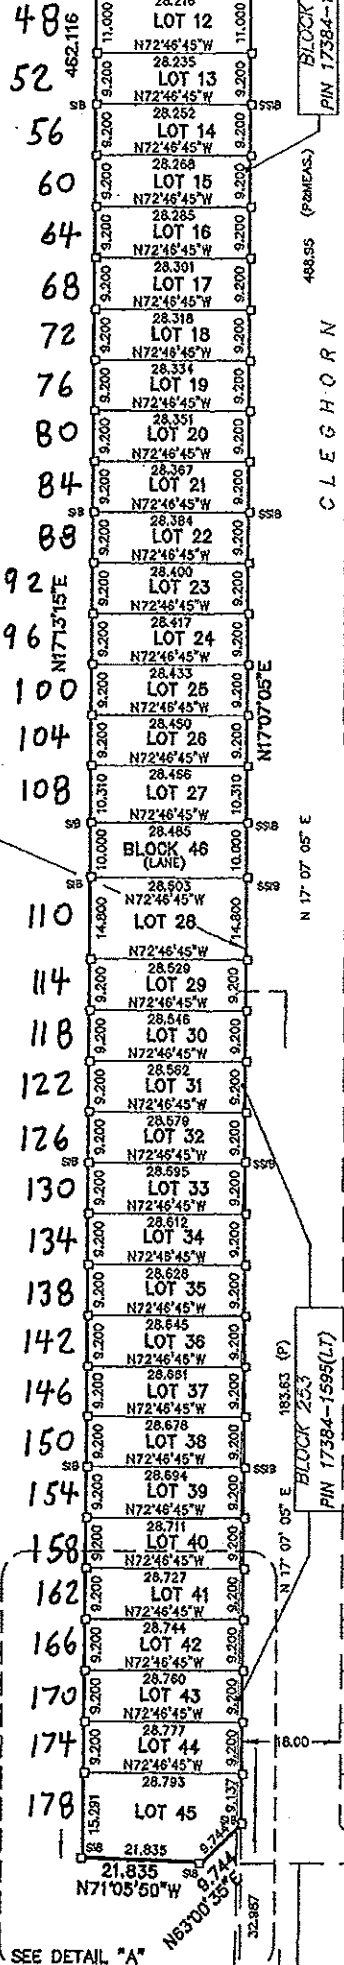 48 11.000 28.218 LOT 12 11.000
N72°46'45"W
462.116
52 9.200 28.235 LOT 13 9.200
N72°46'45"W
SIB SSIB
56 9.200 28.252 LOT 14 9.200
N72°46'45"W
60 9.200 28.268 LOT 15 9.200
N72°46'45"W
64 9.200 28.285 LOT 16 9.200
N72°46'45"W
68 9.200 28.301 LOT 17 9.200
N72°46'45"W
72 9.200 28.318 LOT 18 9.200
N72°46'45"W
76 9.200 28.334 LOT 19 9.200
N72°46'45"W
80 9.200 28.351 LOT 20 9.200
N72°46'45"W
84 9.200 28.367 LOT 21 9.200
N72°46'45"W
SIB SSIB
88 9.200 28.384 LOT 22 9.200
N72°46'45"W
92 9.200 28.400 LOT 23 9.200
N72°46'45"W
N17°13'15"E
96 9.200 28.417 LOT 24 9.200
N72°46'45"W
100 9.200 28.433 LOT 25 9.200
N72°46'45"W
N17°07'05"E
104 9.200 28.450 LOT 26 9.200
N72°46'45"W
108 10.310 28.466 LOT 27 10.310
N72°46'45"W
SIB SSIB
10.000 28.485 BLOCK 46 10.000
(LANE)
N72°46'45"W
SIB SSIB
28.503
N72°46'45"W
110 14.800 LOT 28 14.800
N72°46'45"W
114 9.200 28.529 LOT 29 9.200
N72°46'45"W
118 9.200 28.546 LOT 30 9.200
N72°46'45"W
122 9.200 28.562 LOT 31 9.200
N72°46'45"W
126 9.200 28.579 LOT 32 9.200
N72°46'45"W
SIB SSIB
130 9.200 28.595 LOT 33 9.200
N72°46'45"W
134 9.200 28.612 LOT 34 9.200
N72°46'45"W
138 9.200 28.628 LOT 35 9.200
N72°46'45"W
142 9.200 28.645 LOT 36 9.200
N72°46'45"W
146 9.200 28.661 LOT 37 9.200
N72°46'45"W
150 9.200 28.678 LOT 38 9.200
N72°46'45"W
SIB SSIB
154 9.200 28.694 LOT 39 9.200
N72°46'45"W
158 9.200 28.711 LOT 40 9.200
N72°46'45"W
162 9.200 28.727 LOT 41 9.200
N72°46'45"W
166 9.200 28.744 LOT 42 9.200
N72°46'45"W
170 9.200 28.760 LOT 43 9.200
N72°46'45"W
174 9.200 28.777 LOT 44 9.200
N72°46'45"W
178 15.291 28.793 LOT 45 9.137
SSIB 21.835 SIB 9.744
21.835
N71°05'50"W
9.744
N63°00'35"E
32.987
18.00
SEE DETAIL "A"
BLOCK
PIN 17384-1
488.95 (P&MEAS.)
CLEGHORN
N 17° 07' 05" E
183.63 (P)
N 17° 07' 05" E
BLOCK 253
PIN 17384-1595(LT)